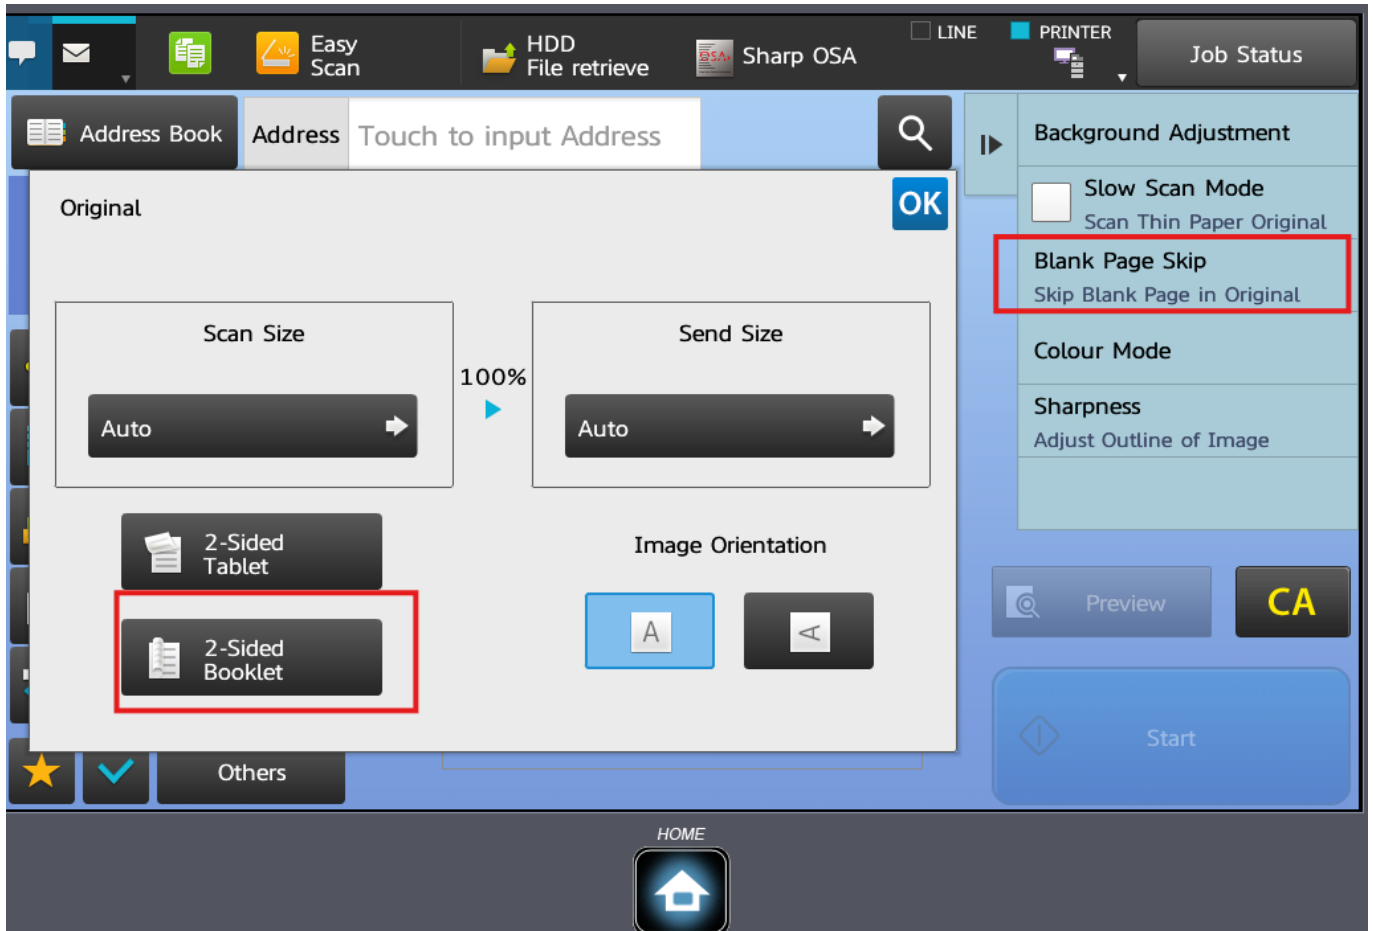 Easy
Scan
HDD
File retrieve
OSA
Sharp OSA
LINE
PRINTER
Job Status
Address Book
Address
Touch to input Address
Background Adjustment
Slow Scan Mode
Scan Thin Paper Original
Blank Page Skip
Skip Blank Page in Original
Colour Mode
Sharpness
Adjust Outline of Image
Original
OK
Scan Size
Auto
100%
Send Size
Auto
2-Sided
Tablet
2-Sided
Booklet
Image Orientation
A
A
Preview
CA
Start
Others
HOME